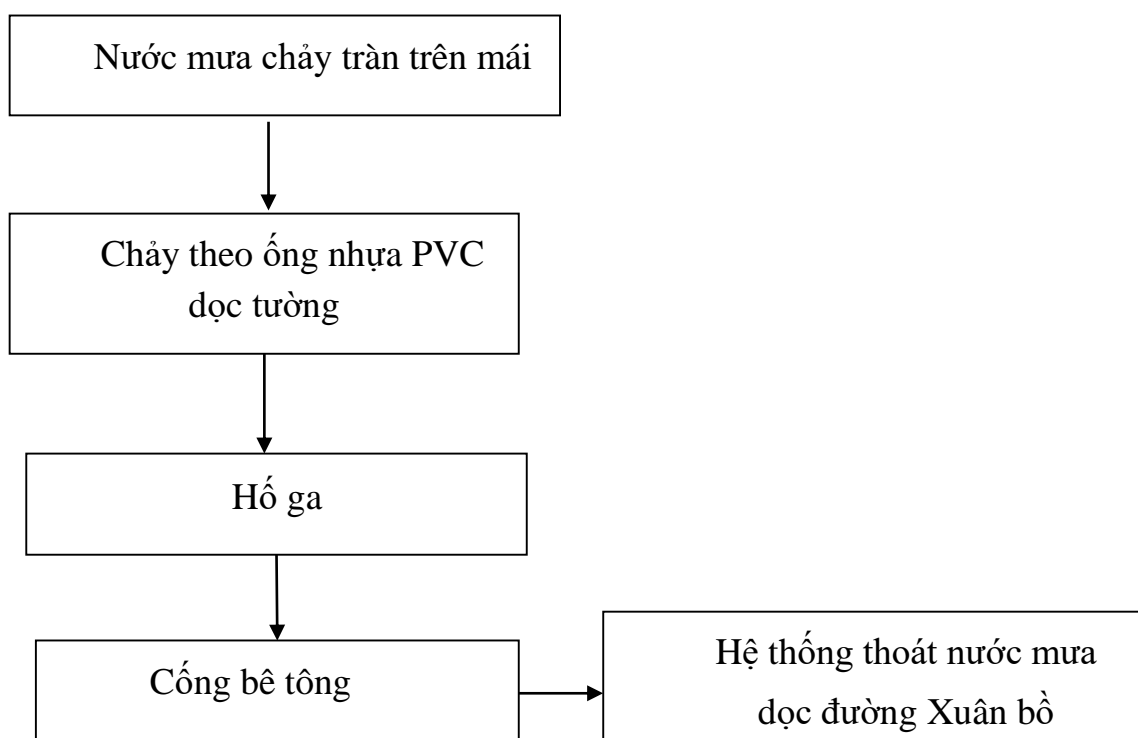 Nước mưa chảy tràn trên mái
Chảy theo ống nhựa PVC
dọc tường
Hố ga
Cống bê tông
Hệ thống thoát nước mưa
dọc đường Xuân bồ